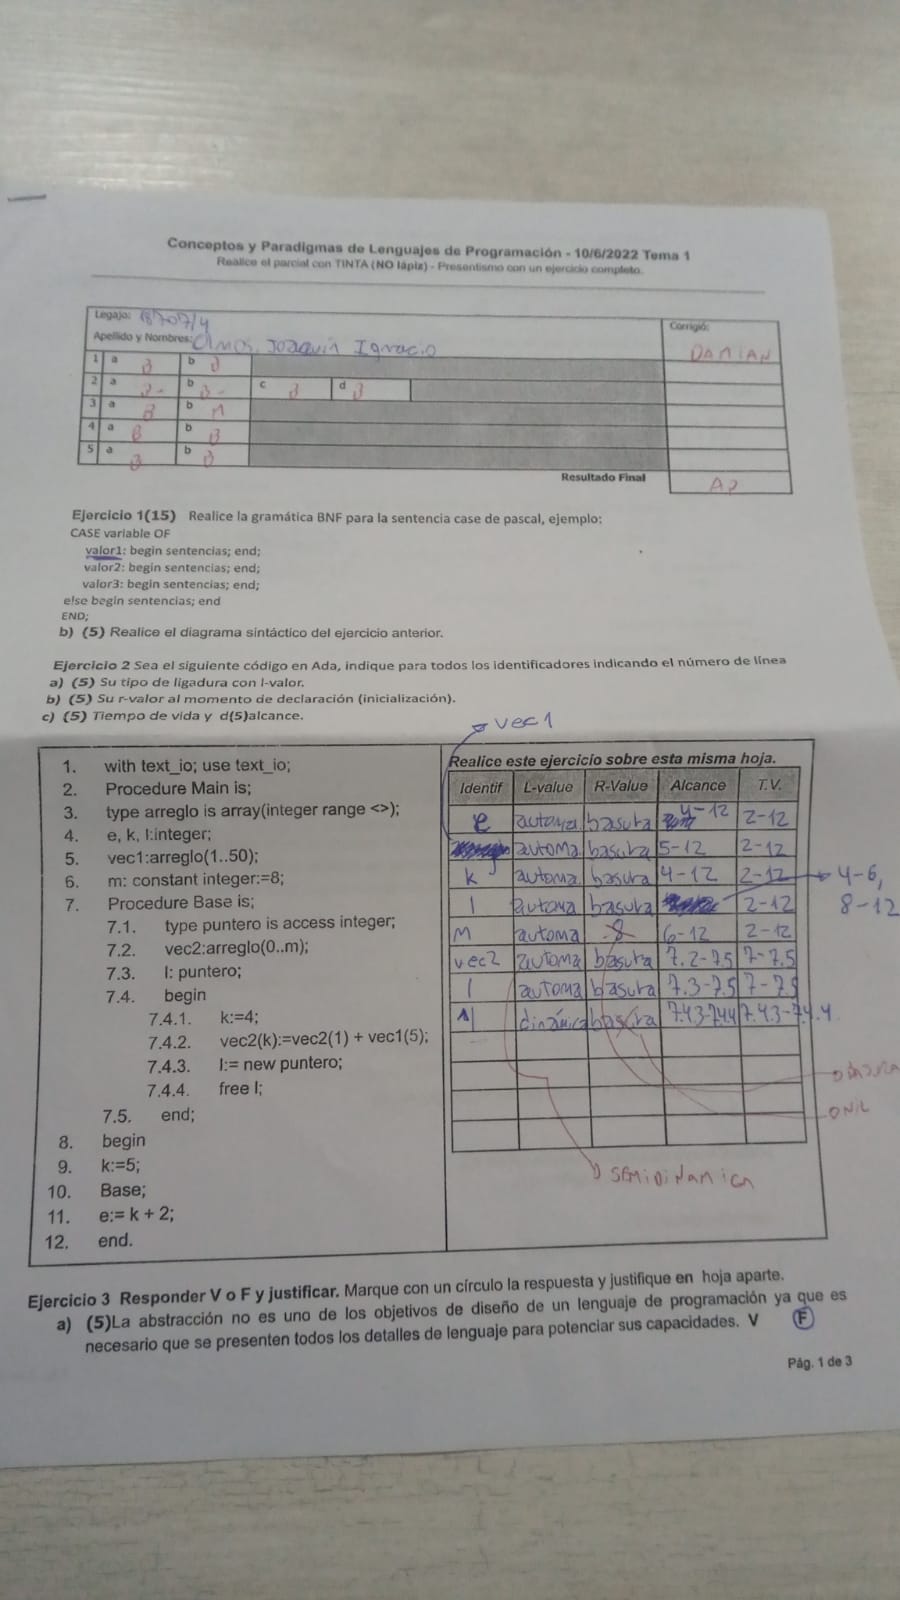 Conceptos y Paradigmas de Lenguajes de Programación - 10/6/2022 Tema 1
Realice el parcial con TINTA (NO lápiz) - Presentismo con un ejercicio completo.
Legajo: 18707/4
Corrigió:
Apellido y Nombres: Olmos, Joaquín Ignacio
DAMIAN
1 a B b B
2 a B- b B- c B d B
3 a B b M
4 a B b B
5 a B b B
Resultado Final
AP
Ejercicio 1(15) Realice la gramática BNF para la sentencia case de pascal, ejemplo:
CASE variable OF
valor1: begin sentencias; end;
valor2: begin sentencias; end;
valor3: begin sentencias; end;
else begin sentencias; end
END;
b) (5) Realice el diagrama sintáctico del ejercicio anterior.
Ejercicio 2 Sea el siguiente código en Ada, indique para todos los identificadores indicando el número de línea
a) (5) Su tipo de ligadura con l-valor.
b) (5) Su r-valor al momento de declaración (inicialización).
c) (5) Tiempo de vida y d(5)alcance.
vec1
1. with text_io; use text_io;
2. Procedure Main is;
3. type arreglo is array(integer range <>);
4. e, k, l:integer;
5. vec1:arreglo(1..50);
6. m: constant integer:=8;
7. Procedure Base is;
7.1. type puntero is access integer;
7.2. vec2:arreglo(0..m);
7.3. l: puntero;
7.4. begin
7.4.1. k:=4;
7.4.2. vec2(k):=vec2(1) + vec1(5);
7.4.3. l:= new puntero;
7.4.4. free l;
7.5. end;
8. begin
9. k:=5;
10. Base;
11. e:= k + 2;
12. end.
Realice este ejercicio sobre esta misma hoja.
Identif L-value R-Value Alcance T.V.
e automa. basura 4-12 2-12
automa. basura 5-12 2-12
k automa basura 4-12 2-12
l automa basura 2-12
4-6,
8-12
M automa 8 6-12 2-12
vec2 automa basura 7.2-7.5 7-7.5
l automa basura 7.3-7.5 7-7.5
^l dinámica basura 7.4.3-7.4.4 7.4.3-7.4.4
BASURA
NIL
SEMIDINAMICA
Ejercicio 3 Responder V o F y justificar. Marque con un círculo la respuesta y justifique en hoja aparte.
a) (5)La abstracción no es uno de los objetivos de diseño de un lenguaje de programación ya que es
necesario que se presenten todos los detalles de lenguaje para potenciar sus capacidades. V F
Pág. 1 de 3